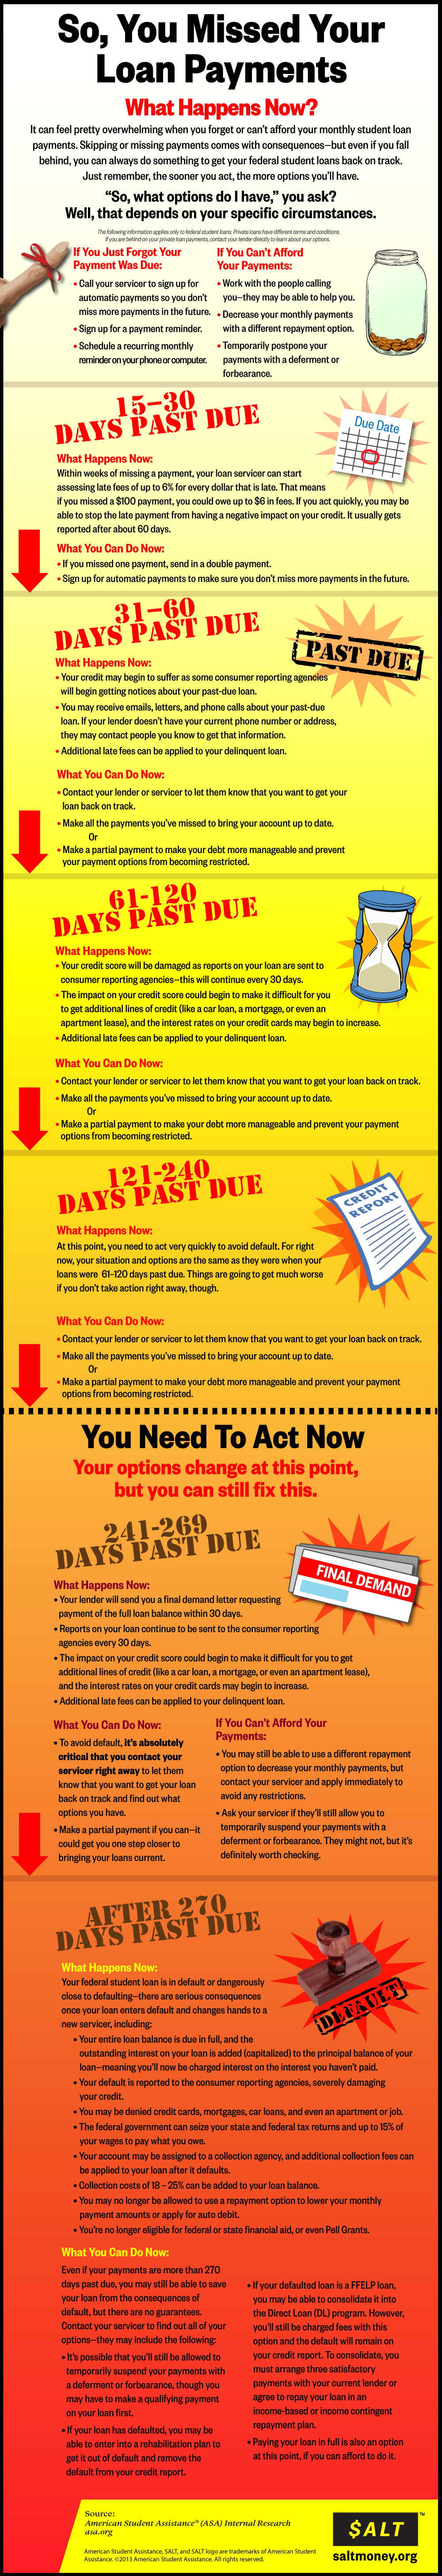 So, You Missed Your
Loan Payments
What Happens Now?
It can feel pretty overwhelming when you forget or can't afford your monthly student loan
payments. Skipping or missing payments comes with consequences—but even if you fall
behind, you can always do something to get your federal student loans back on track.
Just remember, the sooner you act, the more options you'll have.
"So, what options do I have," you ask?
Well, that depends on your specific circumstances.
The following information applies only to federal student loans. Private loans have different terms and conditions.
If you are behind on your private loan payments, contact your lender directly to learn about your options.
If You Just Forgot Your
Payment Was Due:
• Call your servicer to sign up for
automatic payments so you don't
miss more payments in the future.
• Sign up for a payment reminder.
• Schedule a recurring monthly
reminder on your phone or computer.
If You Can't Afford
Your Payments:
• Work with the people calling
you—they may be able to help you.
• Decrease your monthly payments
with a different repayment option.
• Temporarily postpone your
payments with a deferment or
forbearance.
15–30
DAYS PAST DUE
Due Date
What Happens Now:
Within weeks of missing a payment, your loan servicer can start
assessing late fees of up to 6% for every dollar that is late. That means
if you missed a $100 payment, you could owe up to $6 in fees. If you act quickly, you may be
able to stop the late payment from having a negative impact on your credit. It usually gets
reported after about 60 days.
What You Can Do Now:
• If you missed one payment, send in a double payment.
• Sign up for automatic payments to make sure you don't miss more payments in the future.
31–60
DAYS PAST DUE
PAST DUE
What Happens Now:
• Your credit may begin to suffer as some consumer reporting agencies
will begin getting notices about your past-due loan.
• You may receive emails, letters, and phone calls about your past-due
loan. If your lender doesn't have your current phone number or address,
they may contact people you know to get that information.
• Additional late fees can be applied to your delinquent loan.
What You Can Do Now:
• Contact your lender or servicer to let them know that you want to get your
loan back on track.
• Make all the payments you've missed to bring your account up to date.
Or
• Make a partial payment to make your debt more manageable and prevent
your payment options from becoming restricted.
61-120
DAYS PAST DUE
What Happens Now:
• Your credit score will be damaged as reports on your loan are sent to
consumer reporting agencies—this will continue every 30 days.
• The impact on your credit score could begin to make it difficult for you
to get additional lines of credit (like a car loan, a mortgage, or even an
apartment lease), and the interest rates on your credit cards may begin to increase.
• Additional late fees can be applied to your delinquent loan.
What You Can Do Now:
• Contact your lender or servicer to let them know that you want to get your loan back on track.
• Make all the payments you've missed to bring your account up to date.
Or
• Make a partial payment to make your debt more manageable and prevent your payment
options from becoming restricted.
121-240
DAYS PAST DUE
CREDIT
REPORT
What Happens Now:
At this point, you need to act very quickly to avoid default. For right
now, your situation and options are the same as they were when your
loans were 61–120 days past due. Things are going to get much worse
if you don't take action right away, though.
What You Can Do Now:
• Contact your lender or servicer to let them know that you want to get your loan back on track.
• Make all the payments you've missed to bring your account up to date.
Or
• Make a partial payment to make your debt more manageable and prevent your payment
options from becoming restricted.
You Need To Act Now
Your options change at this point,
but you can still fix this.
241-269
DAYS PAST DUE
FINAL DEMAND
What Happens Now:
• Your lender will send you a final demand letter requesting
payment of the full loan balance within 30 days.
• Reports on your loan continue to be sent to the consumer reporting
agencies every 30 days.
• The impact on your credit score could begin to make it difficult for you to get
additional lines of credit (like a car loan, a mortgage, or even an apartment lease),
and the interest rates on your credit cards may begin to increase.
• Additional late fees can be applied to your delinquent loan.
What You Can Do Now:
• To avoid default, it's absolutely
critical that you contact your
servicer right away to let them
know that you want to get your loan
back on track and find out what
options you have.
• Make a partial payment if you can—it
could get you one step closer to
bringing your loans current.
If You Can't Afford Your
Payments:
• You may still be able to use a different repayment
option to decrease your monthly payments, but
contact your servicer and apply immediately to
avoid any restrictions.
• Ask your servicer if they'll still allow you to
temporarily suspend your payments with a
deferment or forbearance. They might not, but it's
definitely worth checking.
AFTER 270
DAYS PAST DUE
DEFAULT
What Happens Now:
Your federal student loan is in default or dangerously
close to defaulting—there are serious consequences
once your loan enters default and changes hands to a
new servicer, including:
• Your entire loan balance is due in full, and the
outstanding interest on your loan is added (capitalized) to the principal balance of your
loan—meaning you'll now be charged interest on the interest you haven't paid.
• Your default is reported to the consumer reporting agencies, severely damaging
your credit.
• You may be denied credit cards, mortgages, car loans, and even an apartment or job.
• The federal government can seize your state and federal tax returns and up to 15% of
your wages to pay what you owe.
• Your account may be assigned to a collection agency, and additional collection fees can
be applied to your loan after it defaults.
• Collection costs of 18 – 25% can be added to your loan balance.
• You may no longer be allowed to use a repayment option to lower your monthly
payment amounts or apply for auto debit.
• You're no longer eligible for federal or state financial aid, or even Pell Grants.
What You Can Do Now:
Even if your payments are more than 270
days past due, you may still be able to save
your loan from the consequences of
default, but there are no guarantees.
Contact your servicer to find out all of your
options—they may include the following:
• It's possible that you'll still be allowed to
temporarily suspend your payments with
a deferment or forbearance, though you
may have to make a qualifying payment
on your loan first.
• If your loan has defaulted, you may be
able to enter into a rehabilitation plan to
get it out of default and remove the
default from your credit report.
• If your defaulted loan is a FFELP loan,
you may be able to consolidate it into
the Direct Loan (DL) program. However,
you'll still be charged fees with this
option and the default will remain on
your credit report. To consolidate, you
must arrange three satisfactory
payments with your current lender or
agree to repay your loan in an
income-based or income contingent
repayment plan.
• Paying your loan in full is also an option
at this point, if you can afford to do it.
Source:
American Student Assistance® (ASA) Internal Research
asa.org
American Student Assistance, SALT, and SALT logo are trademarks of American Student
Assistance. ©2013 American Student Assistance. All rights reserved.
$ALT™
saltmoney.org